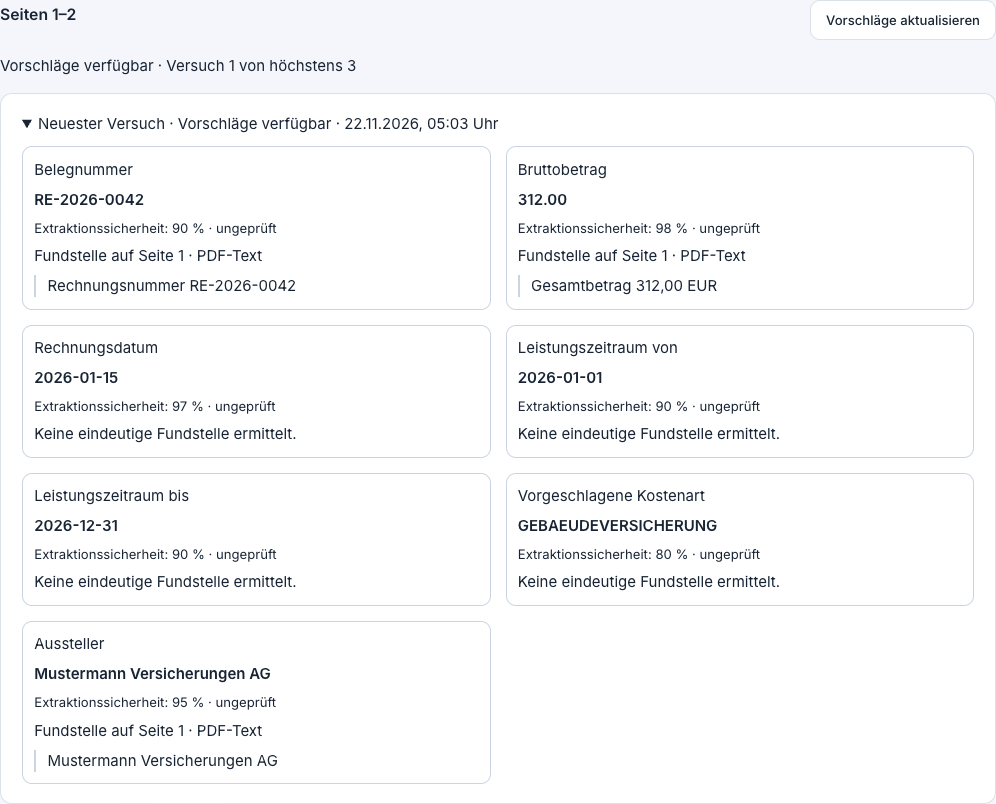 Seiten 1–2
Vorschläge aktualisieren
Vorschläge verfügbar · Versuch 1 von höchstens 3
▼ Neuester Versuch · Vorschläge verfügbar · 22.11.2026, 05:03 Uhr
Belegnummer
RE-2026-0042
Extraktionssicherheit: 90 % · ungeprüft
Fundstelle auf Seite 1 · PDF-Text
Rechnungsnummer RE-2026-0042
Bruttobetrag
312.00
Extraktionssicherheit: 98 % · ungeprüft
Fundstelle auf Seite 1 · PDF-Text
Gesamtbetrag 312,00 EUR
Rechnungsdatum
2026-01-15
Extraktionssicherheit: 97 % · ungeprüft
Keine eindeutige Fundstelle ermittelt.
Leistungszeitraum von
2026-01-01
Extraktionssicherheit: 90 % · ungeprüft
Keine eindeutige Fundstelle ermittelt.
Leistungszeitraum bis
2026-12-31
Extraktionssicherheit: 90 % · ungeprüft
Keine eindeutige Fundstelle ermittelt.
Vorgeschlagene Kostenart
GEBAEUDEVERSICHERUNG
Extraktionssicherheit: 80 % · ungeprüft
Keine eindeutige Fundstelle ermittelt.
Aussteller
Mustermann Versicherungen AG
Extraktionssicherheit: 95 % · ungeprüft
Fundstelle auf Seite 1 · PDF-Text
Mustermann Versicherungen AG